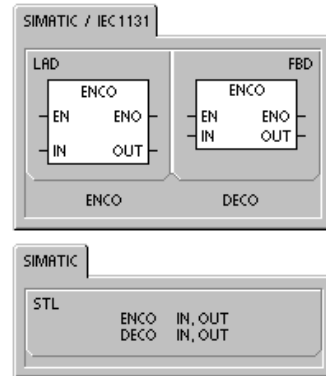 SIMATIC / IEC 1131
LAD FBD
ENCO ENCO
EN ENO EN ENO
IN OUT IN OUT
ENCO DECO
SIMATIC
STL
ENCO IN, OUT
DECO IN, OUT